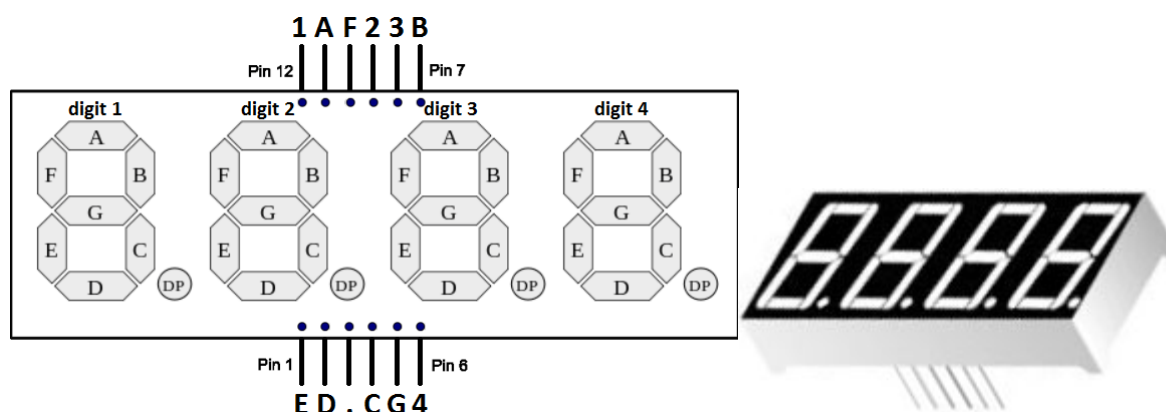 1 A F 2 3 B
Pin 12 Pin 7
digit 1 digit 2 digit 3 digit 4
A A A A
F B F B F B F B
G G G G
E C E C E C E C
D DP D DP D DP D DP
Pin 1 Pin 6
E D . C G 4